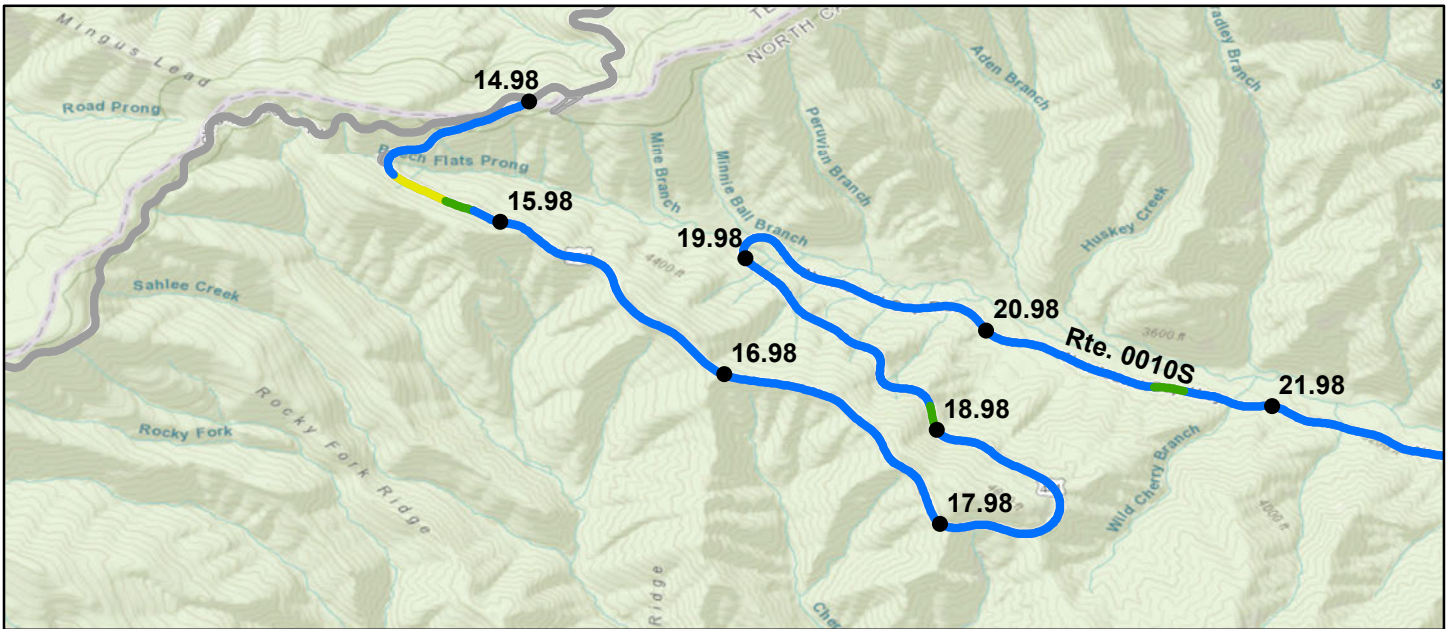 Mingus Lead
Road Prong
14.98
NORTH CA
Aden Branch
adley Branch
Peruvian Branch
Mine Branch
Minnie Ball Branch
Beech Flats Prong
15.98
19.98
Huskey Creek
4400 ft
Sahlee Creek
20.98
3600 ft
Rte. 0010S
16.98
21.98
18.98
Rocky Fork
Rocky Fork Ridge
17.98
Wild Cherry Branch
4000 ft
Ridge
Cher